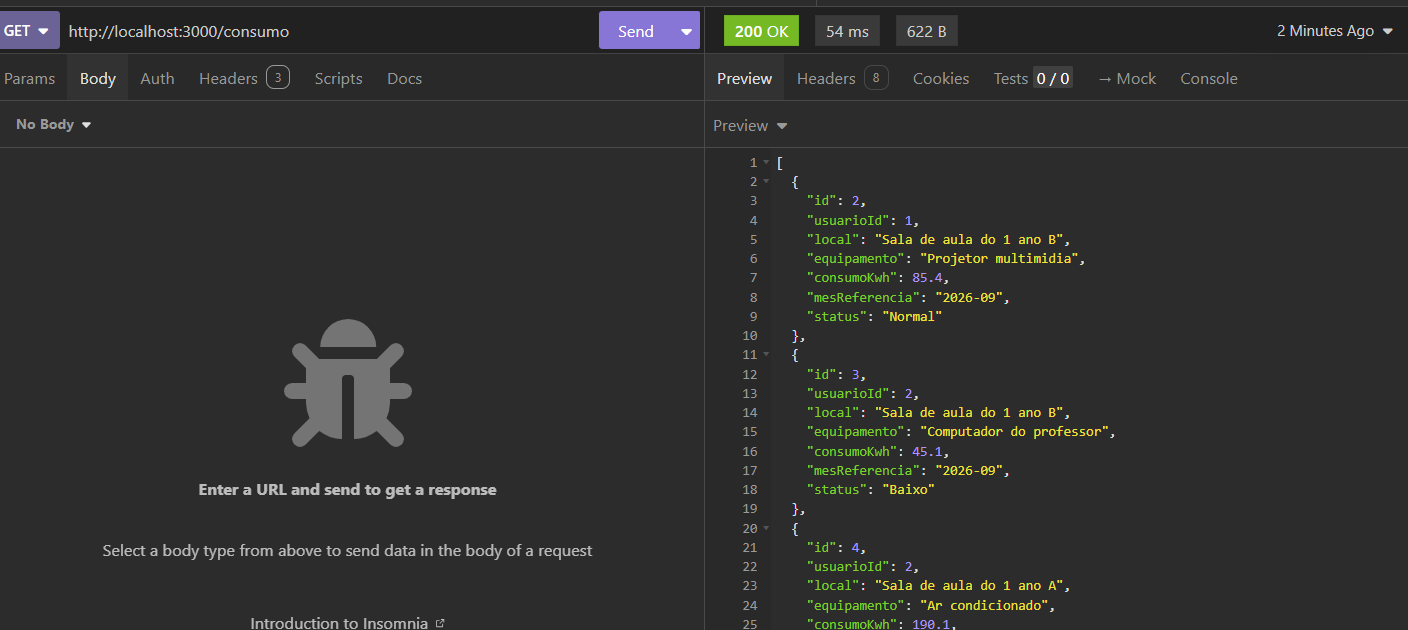 GET http://localhost:3000/consumo Send
200 OK 54 ms 622 B 2 Minutes Ago
Params Body Auth Headers 3 Scripts Docs
Preview Headers 8 Cookies Tests 0 / 0 → Mock Console
No Body
Preview
Enter a URL and send to get a response
Select a body type from above to send data in the body of a request
Introduction to Insomnia
1 [
2 {
3 "id": 2,
4 "usuarioId": 1,
5 "local": "Sala de aula do 1 ano B",
6 "equipamento": "Projetor multimidia",
7 "consumoKwh": 85.4,
8 "mesReferencia": "2026-09",
9 "status": "Normal"
10 },
11 {
12 "id": 3,
13 "usuarioId": 2,
14 "local": "Sala de aula do 1 ano B",
15 "equipamento": "Computador do professor",
16 "consumoKwh": 45.1,
17 "mesReferencia": "2026-09",
18 "status": "Baixo"
19 },
20 {
21 "id": 4,
22 "usuarioId": 2,
23 "local": "Sala de aula do 1 ano A",
24 "equipamento": "Ar condicionado",
25 "consumoKwh": 190.1,